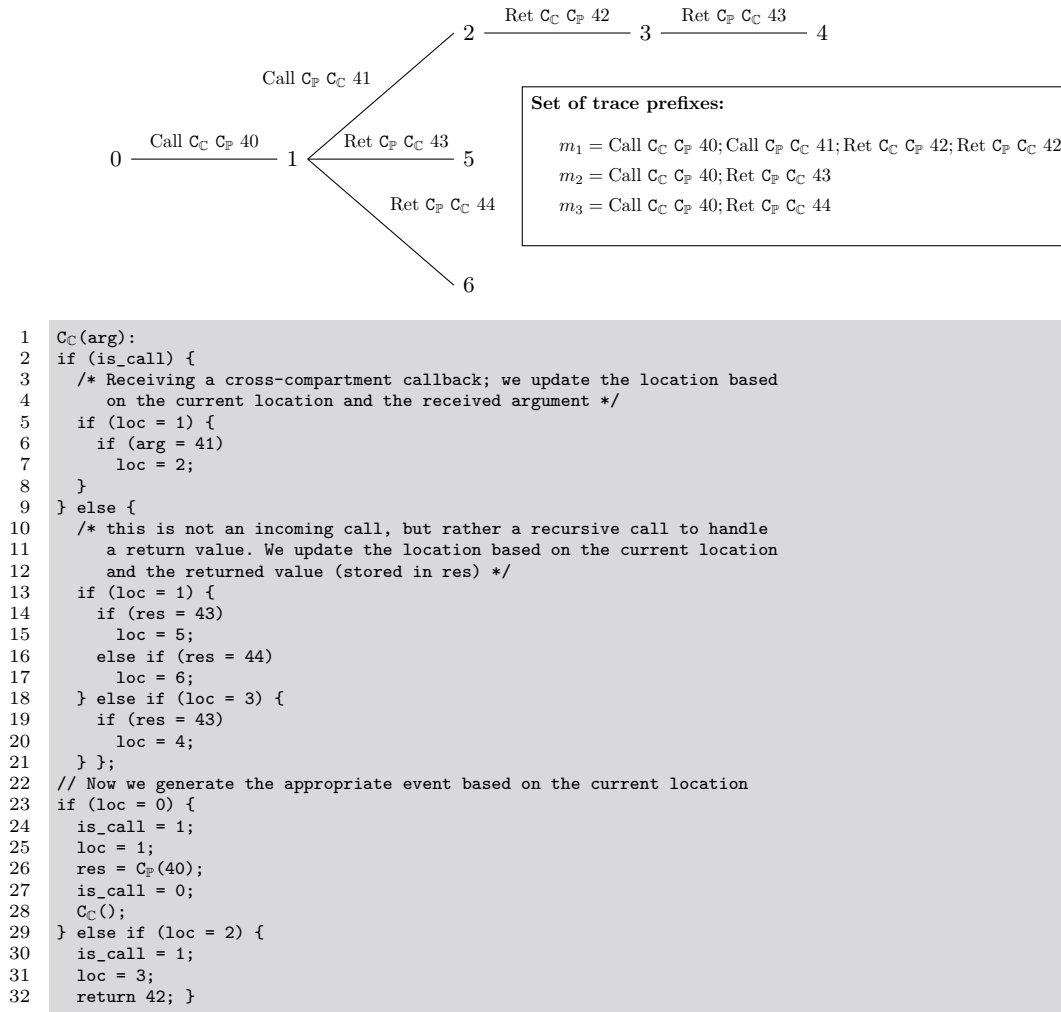 Ret C_ℂ C_ℙ 42 Ret C_ℙ C_ℂ 43
2 3 4
Call C_ℙ C_ℂ 41
Set of trace prefixes:
Call C_ℂ C_ℙ 40 Ret C_ℙ C_ℂ 43
0 1 5
m₁ = Call C_ℂ C_ℙ 40; Call C_ℙ C_ℂ 41; Ret C_ℂ C_ℙ 42; Ret C_ℙ C_ℂ 42
m₂ = Call C_ℂ C_ℙ 40; Ret C_ℙ C_ℂ 43
Ret C_ℙ C_ℂ 44
m₃ = Call C_ℂ C_ℙ 40; Ret C_ℙ C_ℂ 44
6
1 C_ℂ(arg):
2 if (is_call) {
3 /* Receiving a cross-compartment callback; we update the location based
4 on the current location and the received argument */
5 if (loc = 1) {
6 if (arg = 41)
7 loc = 2;
8 }
9 } else {
10 /* this is not an incoming call, but rather a recursive call to handle
11 a return value. We update the location based on the current location
12 and the returned value (stored in res) */
13 if (loc = 1) {
14 if (res = 43)
15 loc = 5;
16 else if (res = 44)
17 loc = 6;
18 } else if (loc = 3) {
19 if (res = 43)
20 loc = 4;
21 } };
22 // Now we generate the appropriate event based on the current location
23 if (loc = 0) {
24 is_call = 1;
25 loc = 1;
26 res = C_ℙ(40);
27 is_call = 0;
28 C_ℂ();
29 } else if (loc = 2) {
30 is_call = 1;
31 loc = 3;
32 return 42; }